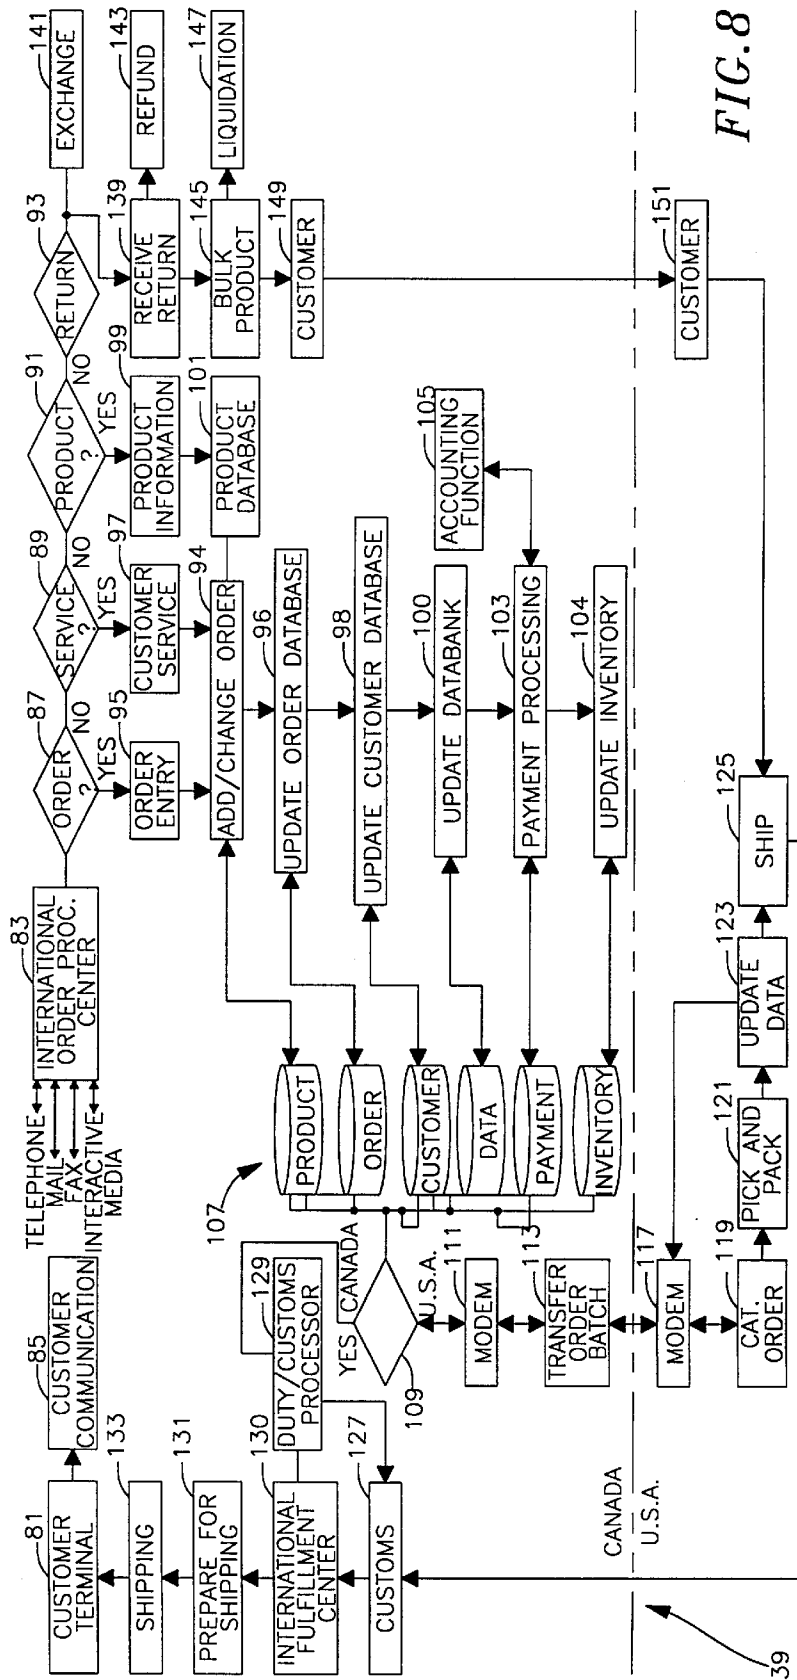 81
CUSTOMER
TERMINAL
85
CUSTOMER
COMMUNICATION
TELEPHONE
MAIL
FAX
INTERACTIVE
MEDIA
83
INTERNATIONAL
ORDER PROC.
CENTER
87
ORDER
?
NO
YES
89
SERVICE
?
NO
YES
91
PRODUCT
?
NO
YES
93
RETURN
141
EXCHANGE
133
SHIPPING
95
ORDER
ENTRY
97
CUSTOMER
SERVICE
99
PRODUCT
INFORMATION
139
RECEIVE
RETURN
143
REFUND
131
PREPARE FOR
SHIPPING
94
ADD/CHANGE ORDER
101
PRODUCT
DATABASE
145
BULK
PRODUCT
147
LIQUIDATION
130
INTERNATIONAL
FULFILLMENT
CENTER
129
DUTY/CUSTOMS
PROCESSOR
107
PRODUCT
96
UPDATE ORDER DATABASE
149
CUSTOMER
127
CUSTOMS
YES
CANADA
109
U.S.A.
ORDER
CUSTOMER
98
UPDATE CUSTOMER DATABASE
111
MODEM
DATA
100
UPDATE DATABANK
105
ACCOUNTING
FUNCTION
113
TRANSFER
ORDER
BATCH
PAYMENT
103
PAYMENT PROCESSING
INVENTORY
104
UPDATE INVENTORY
CANADA
U.S.A.
117
MODEM
151
CUSTOMER
119
CAT.
ORDER
121
PICK AND
PACK
123
UPDATE
DATA
125
SHIP
39
FIG.8